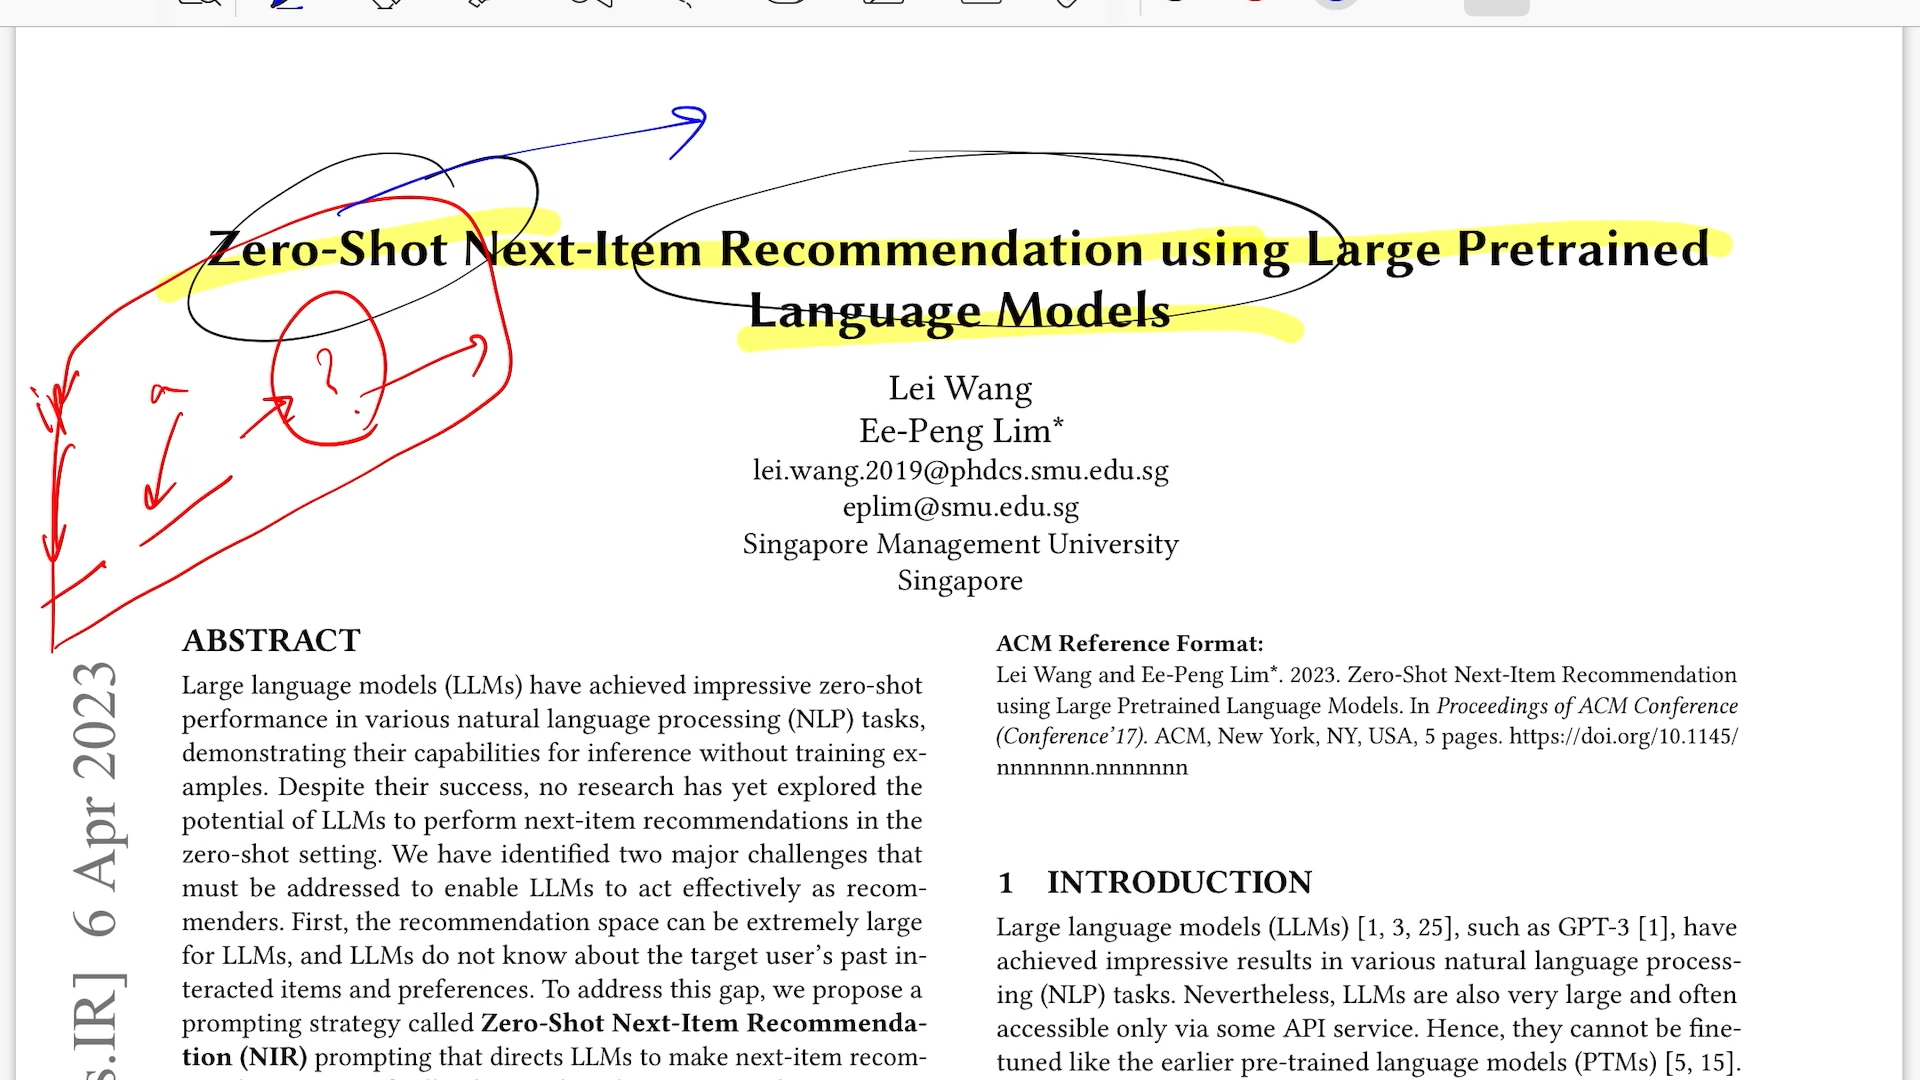 Zero-Shot Next-Item Recommendation using Large Pretrained
Language Models
Lei Wang
Ee-Peng Lim*
lei.wang.2019@phdcs.smu.edu.sg
eplim@smu.edu.sg
Singapore Management University
Singapore
?
s.IR] 6 Apr 2023
ABSTRACT
Large language models (LLMs) have achieved impressive zero-shot
performance in various natural language processing (NLP) tasks,
demonstrating their capabilities for inference without training ex-
amples. Despite their success, no research has yet explored the
potential of LLMs to perform next-item recommendations in the
zero-shot setting. We have identified two major challenges that
must be addressed to enable LLMs to act effectively as recom-
menders. First, the recommendation space can be extremely large
for LLMs, and LLMs do not know about the target user's past in-
teracted items and preferences. To address this gap, we propose a
prompting strategy called Zero-Shot Next-Item Recommenda-
tion (NIR) prompting that directs LLMs to make next-item recom-
ACM Reference Format:
Lei Wang and Ee-Peng Lim*. 2023. Zero-Shot Next-Item Recommendation
using Large Pretrained Language Models. In Proceedings of ACM Conference
(Conference'17). ACM, New York, NY, USA, 5 pages. https://doi.org/10.1145/
nnnnnnn.nnnnnnn
1 INTRODUCTION
Large language models (LLMs) [1, 3, 25], such as GPT-3 [1], have
achieved impressive results in various natural language process-
ing (NLP) tasks. Nevertheless, LLMs are also very large and often
accessible only via some API service. Hence, they cannot be fine-
tuned like the earlier pre-trained language models (PTMs) [5, 15].